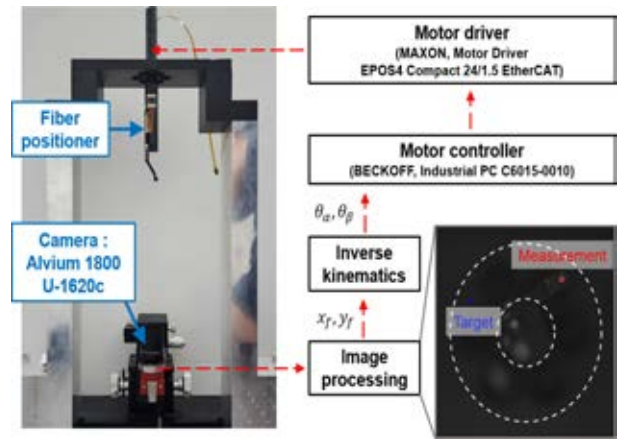 Motor driver
(MAXON, Motor Driver
EPOS4 Compact 24/1.5 EtherCAT)
Fiber
positioner
Motor controller
(BECKOFF, Industrial PC C6015-0010)
θα, θβ
Camera :
Alvium 1800
U-1620c
Inverse
kinematics
Measurement
Target
xf, yf
Image
processing